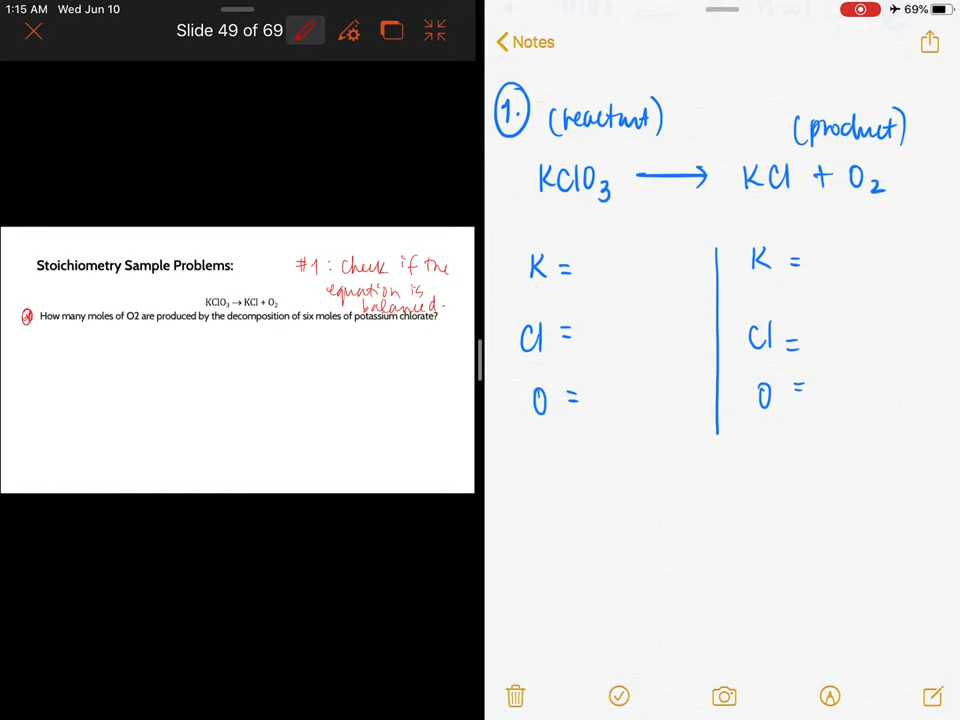 1:15 AM Wed Jun 10
69%
Slide 49 of 69
Stoichiometry Sample Problems:
#1: Check if the
equation is
balanced.
KClO₃ → KCl + O₂
How many moles of O2 are produced by the decomposition of six moles of potassium chlorate?
Notes
1. (reactant) (product)
KClO₃ → KCl + O₂
K = K =
Cl = Cl =
O = O =